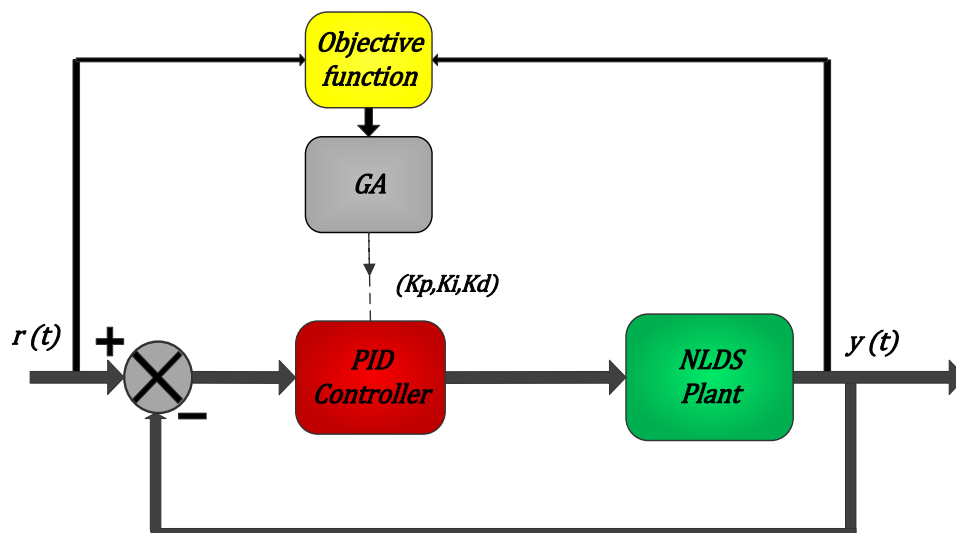 Objective
function
GA
(Kp,Ki,Kd)
r (t)
+
PID
Controller
NLDS
Plant
y (t)
−